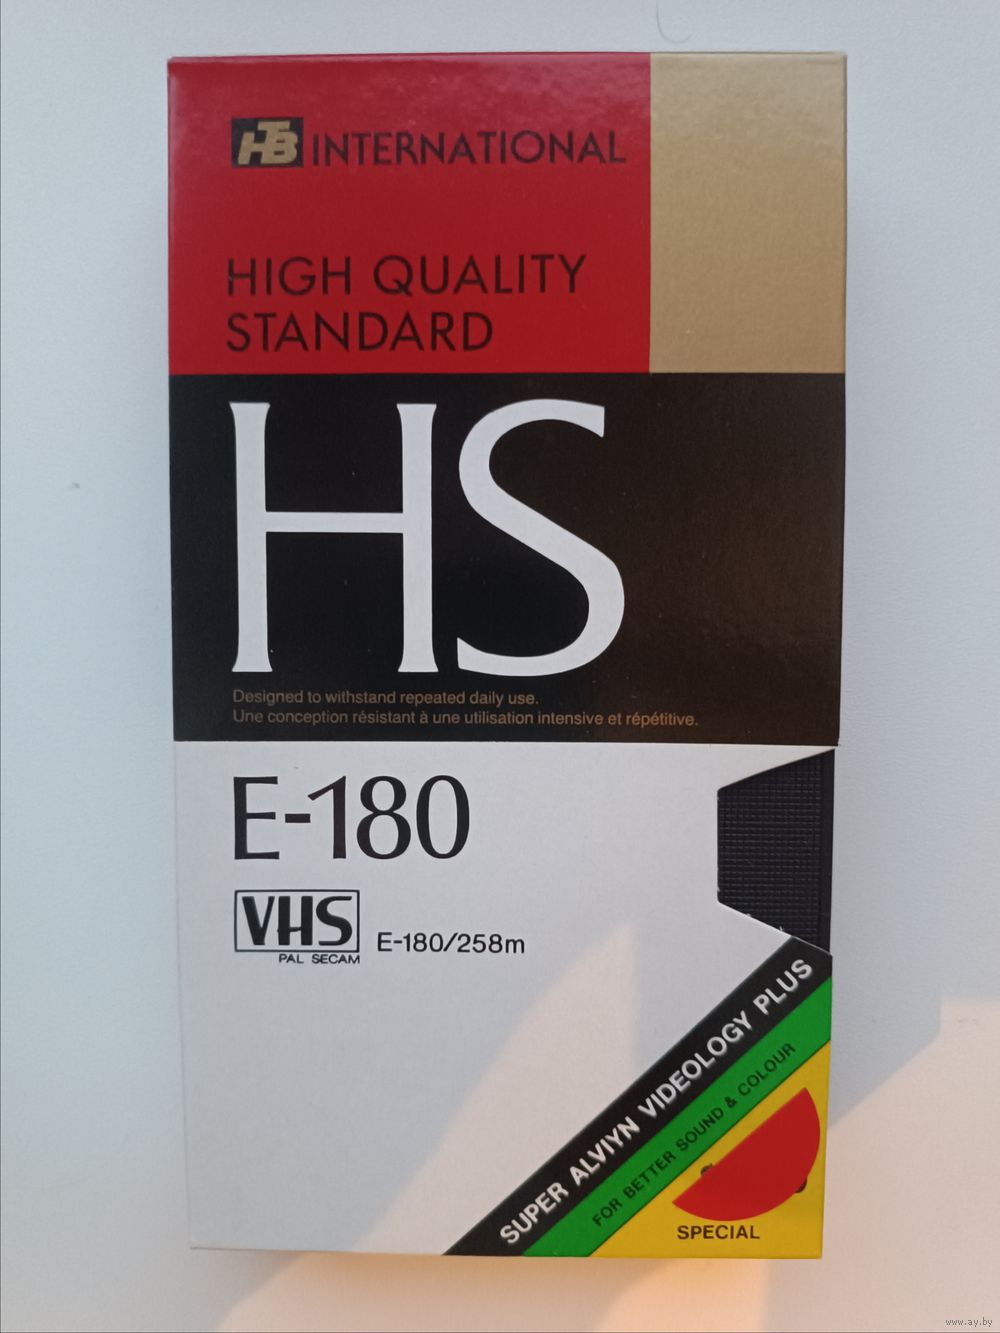 HTB INTERNATIONAL
HIGH QUALITY
STANDARD
HS
Designed to withstand repeated daily use.
Une conception résistant à une utilisation intensive et répétitive.
E-180
VHS
PAL SECAM
E-180/258m
SUPER ALVIYN VIDEOLOGY PLUS
FOR BETTER SOUND & COLOUR
SPECIAL
www.ay.by